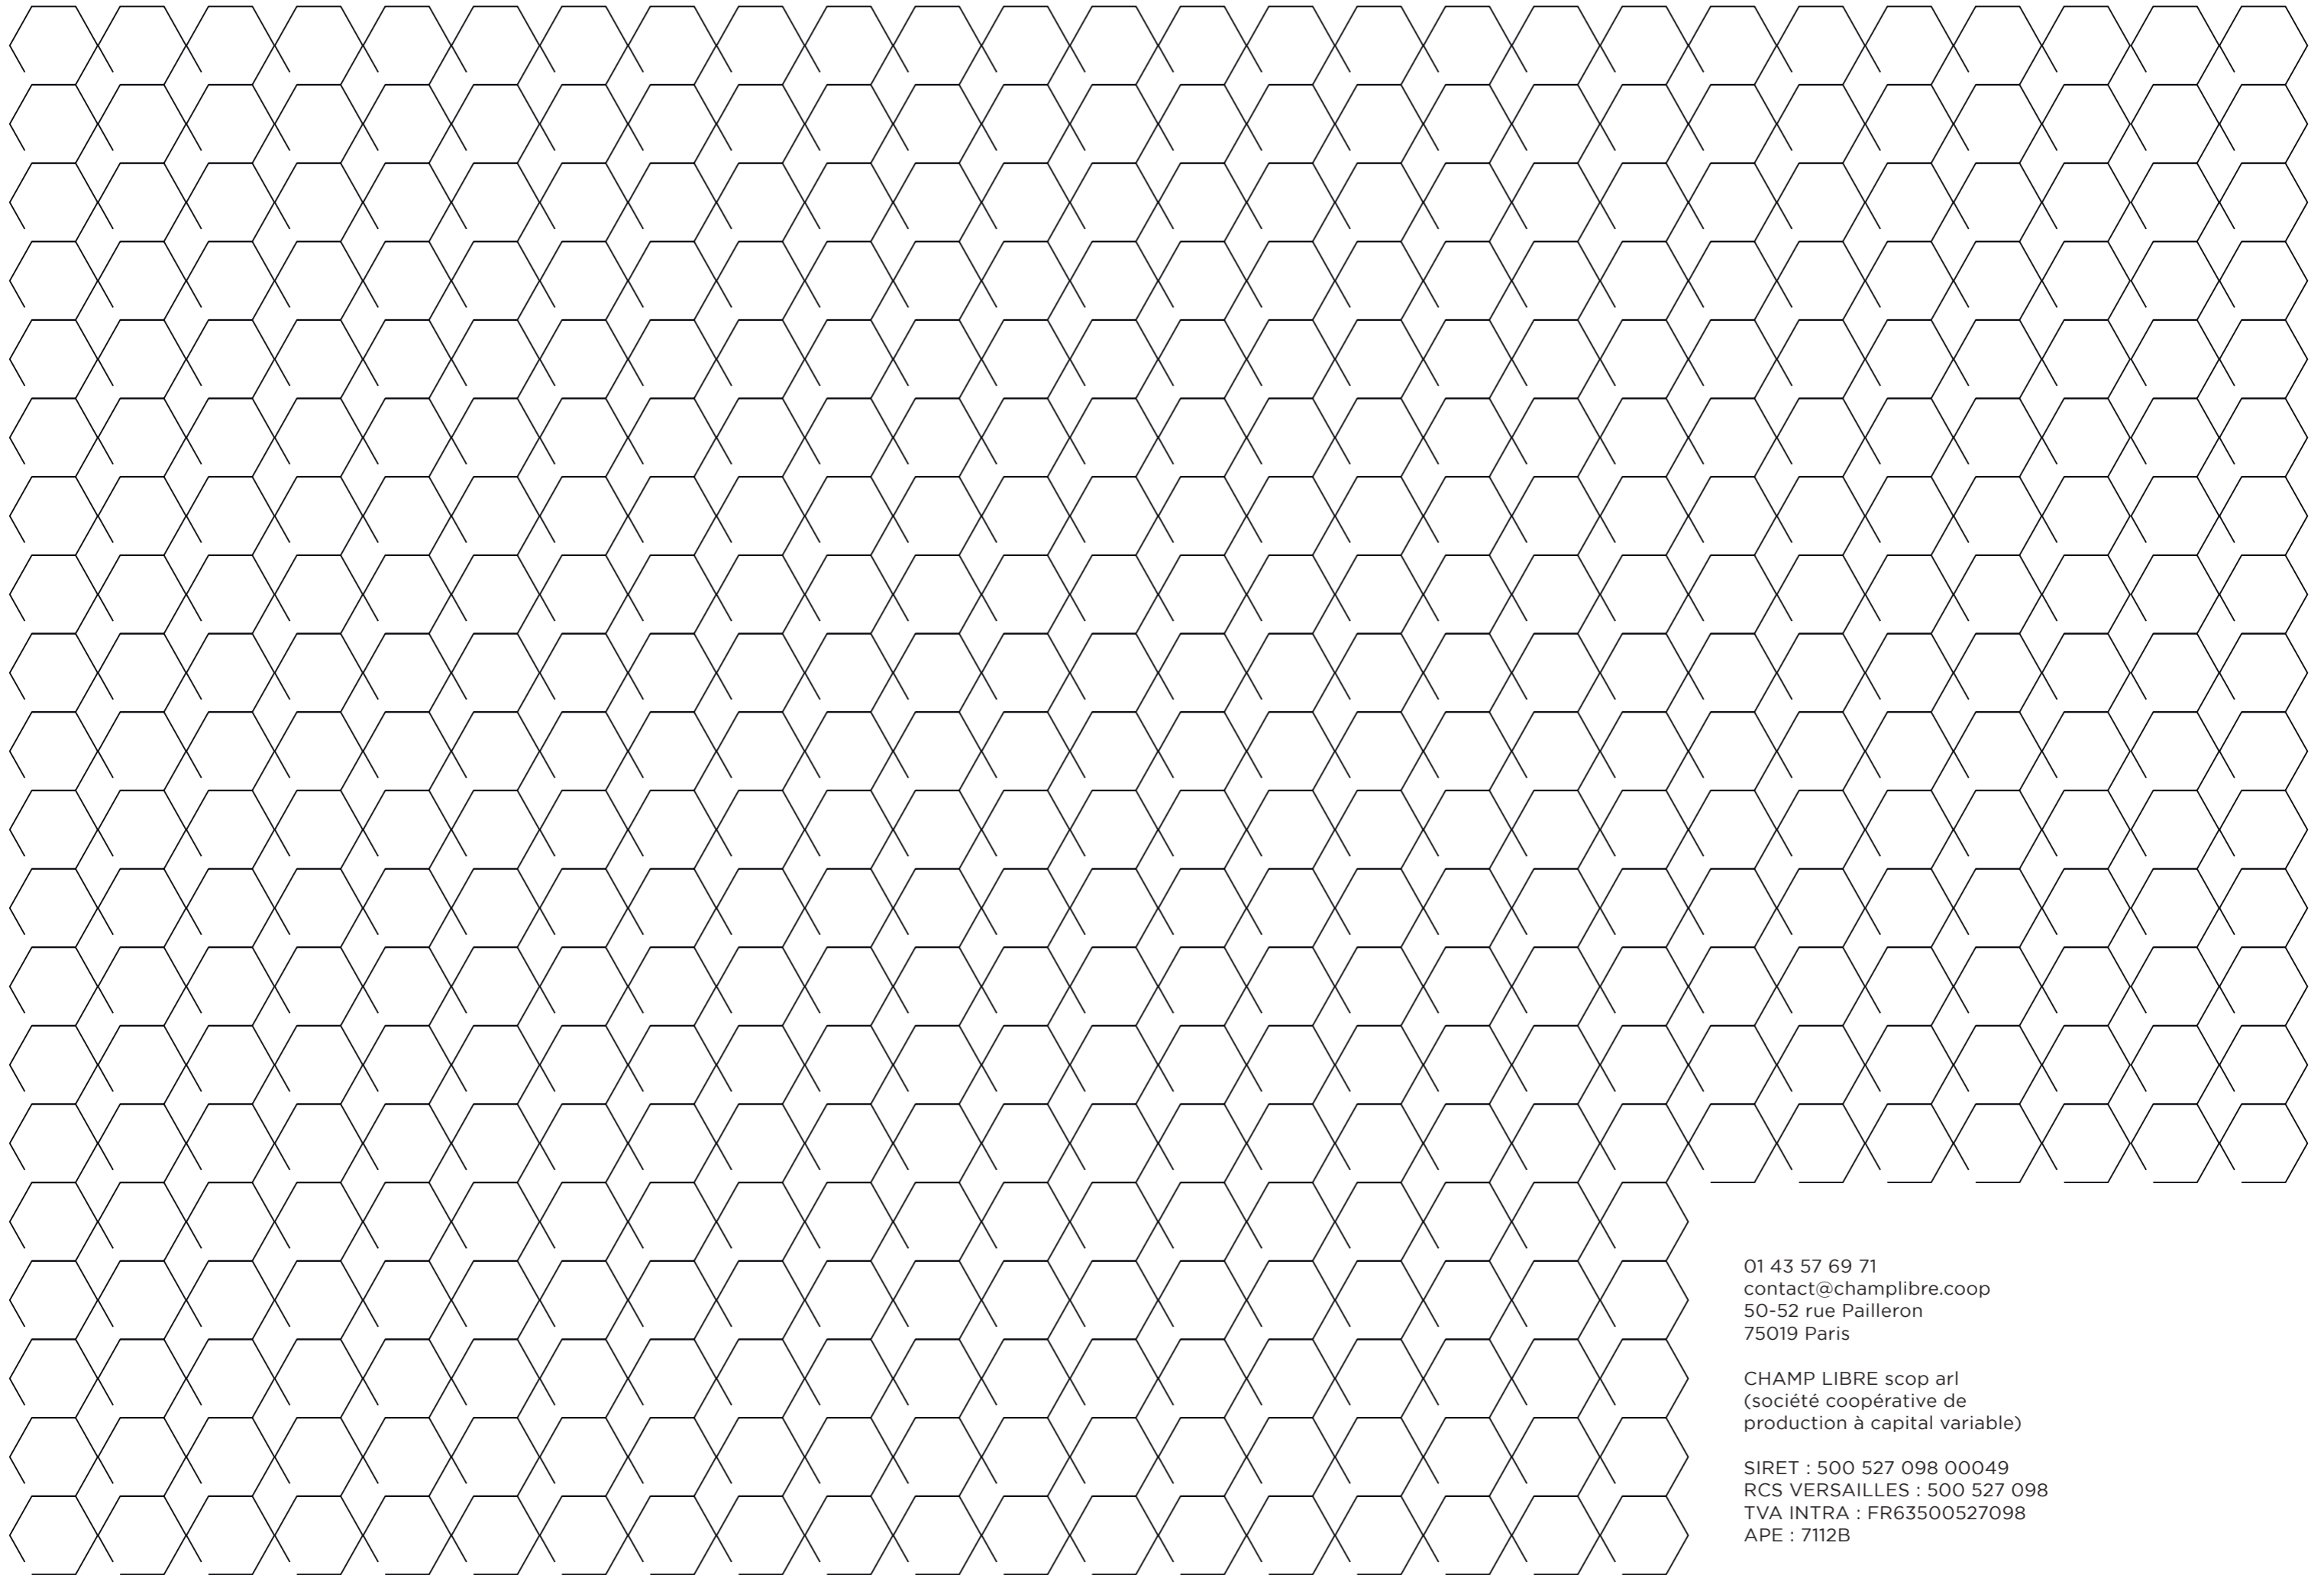 01 43 57 69 71
contact@champlibre.coop
50-52 rue Pailleron
75019 Paris
CHAMP LIBRE scop arl
(société coopérative de
production à capital variable)
SIRET : 500 527 098 00049
RCS VERSAILLES : 500 527 098
TVA INTRA : FR63500527098
APE : 7112B